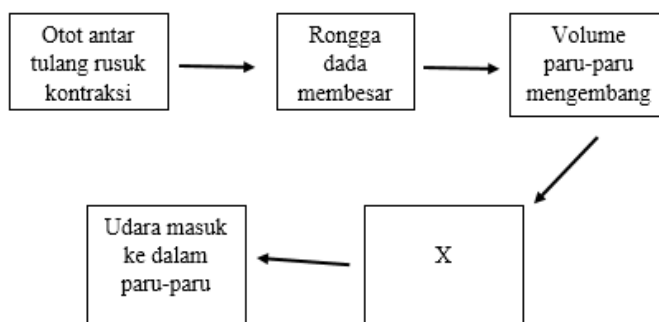 Otot antar
tulang rusuk
kontraksi
Rongga
dada
membesar
Volume
paru-paru
mengembang
X
Udara masuk
ke dalam
paru-paru